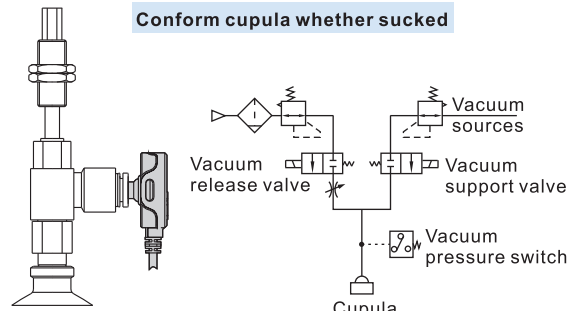 Conform cupula whether sucked
Vacuum
sources
Vacuum
release valve
Vacuum
support valve
Vacuum
pressure switch
Cupula